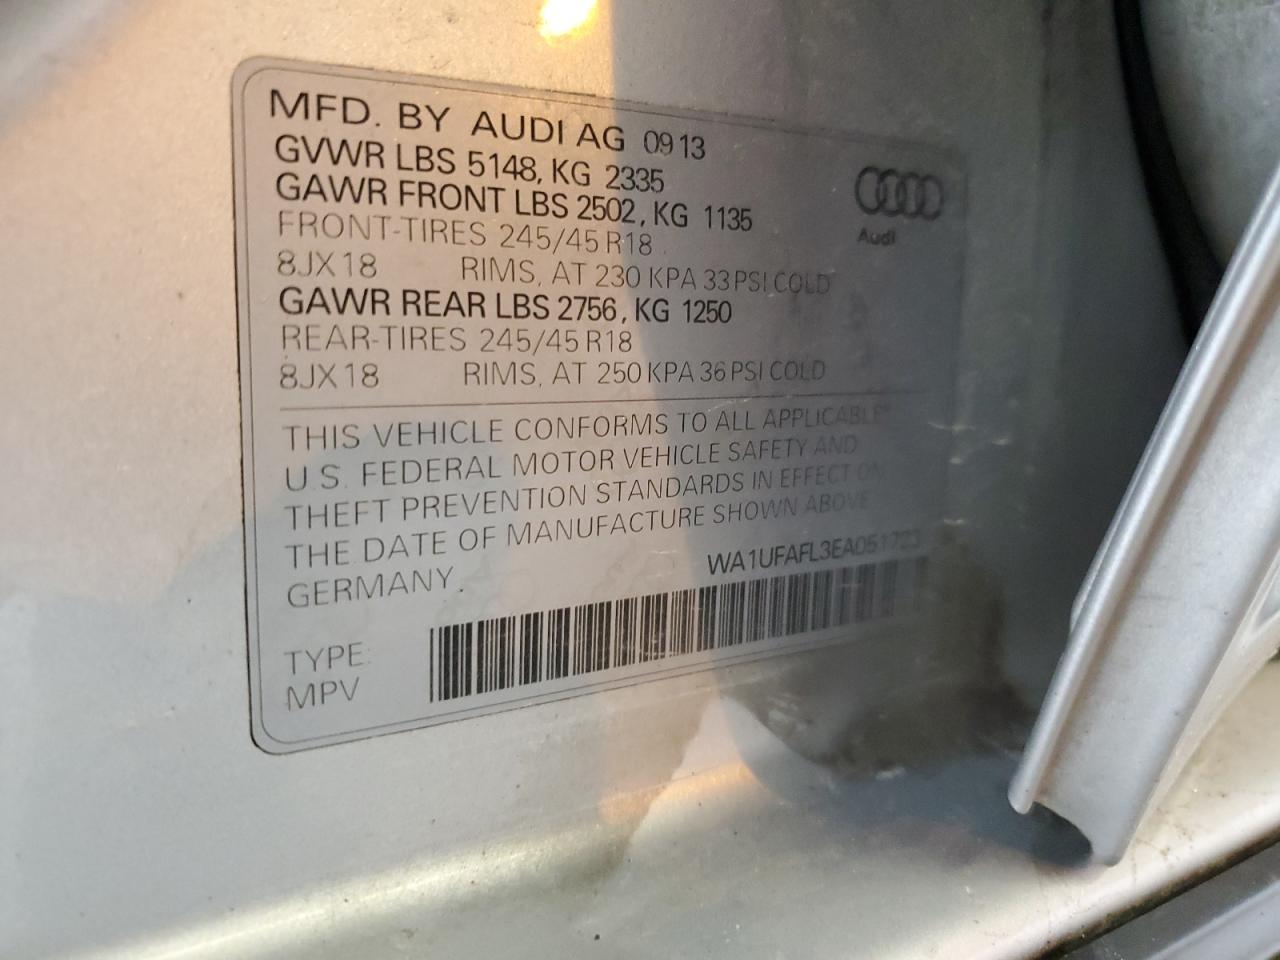 MFD. BY AUDI AG 09 13
GVWR LBS 5148, KG 2335
GAWR FRONT LBS 2502, KG 1135
FRONT-TIRES 245/45 R18
8JX18 RIMS, AT 230 KPA 33 PSI COLD
GAWR REAR LBS 2756, KG 1250
REAR-TIRES 245/45 R18
8JX18 RIMS, AT 250 KPA 36 PSI COLD
Audi
THIS VEHICLE CONFORMS TO ALL APPLICABLE
U.S. FEDERAL MOTOR VEHICLE SAFETY AND
THEFT PREVENTION STANDARDS IN EFFECT ON
THE DATE OF MANUFACTURE SHOWN ABOVE
GERMANY.
WA1UFAFL3EA051723
TYPE:
MPV